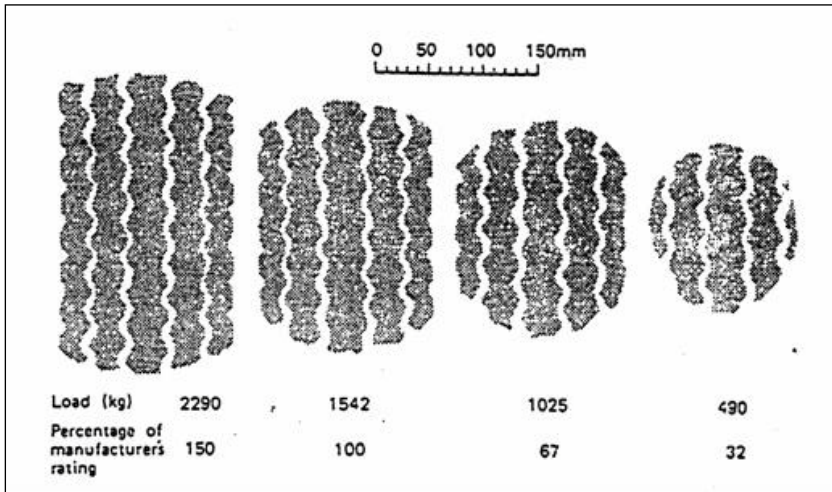 0 50 100 150mm
Load (kg) 2290 1542 1025 490
Percentage of
manufacturers 150 100 67 32
rating